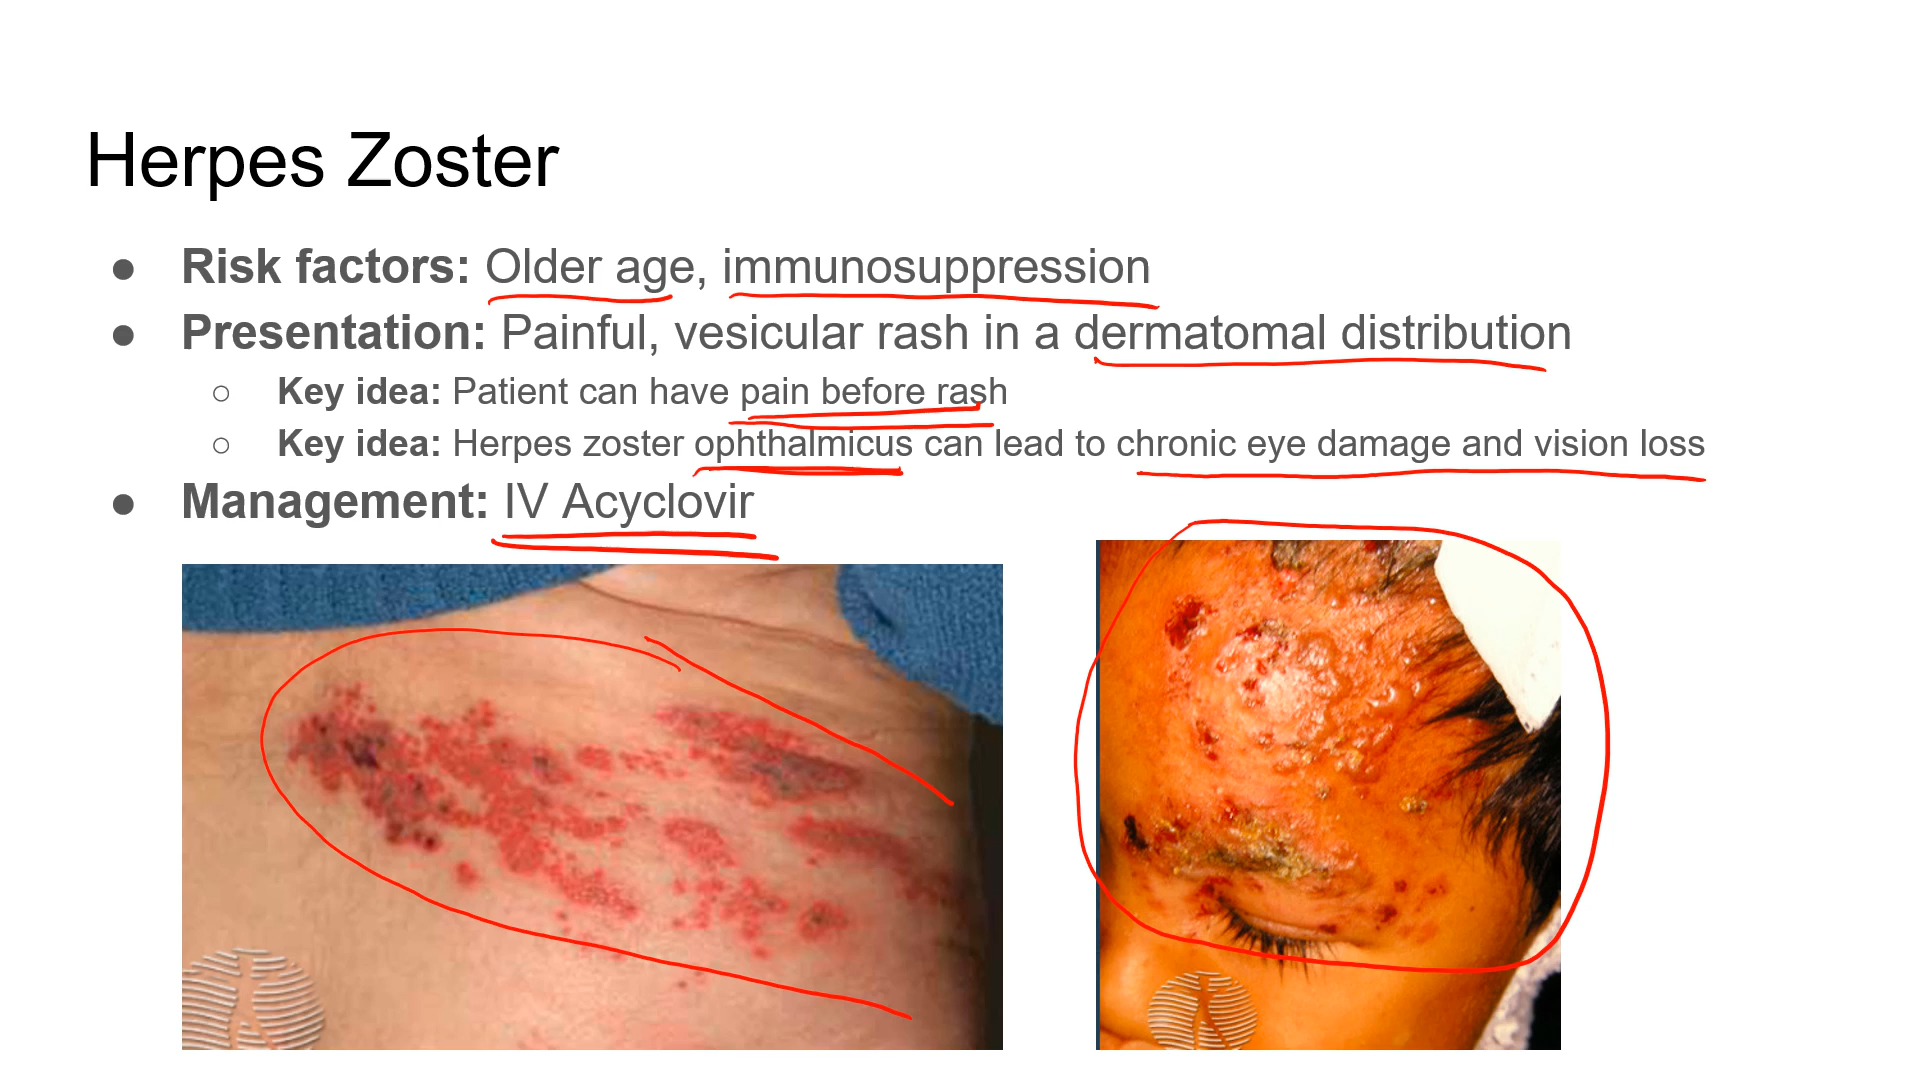 Herpes Zoster
● Risk factors: Older age, immunosuppression
● Presentation: Painful, vesicular rash in a dermatomal distribution
○ Key idea: Patient can have pain before rash
○ Key idea: Herpes zoster ophthalmicus can lead to chronic eye damage and vision loss
● Management: IV Acyclovir